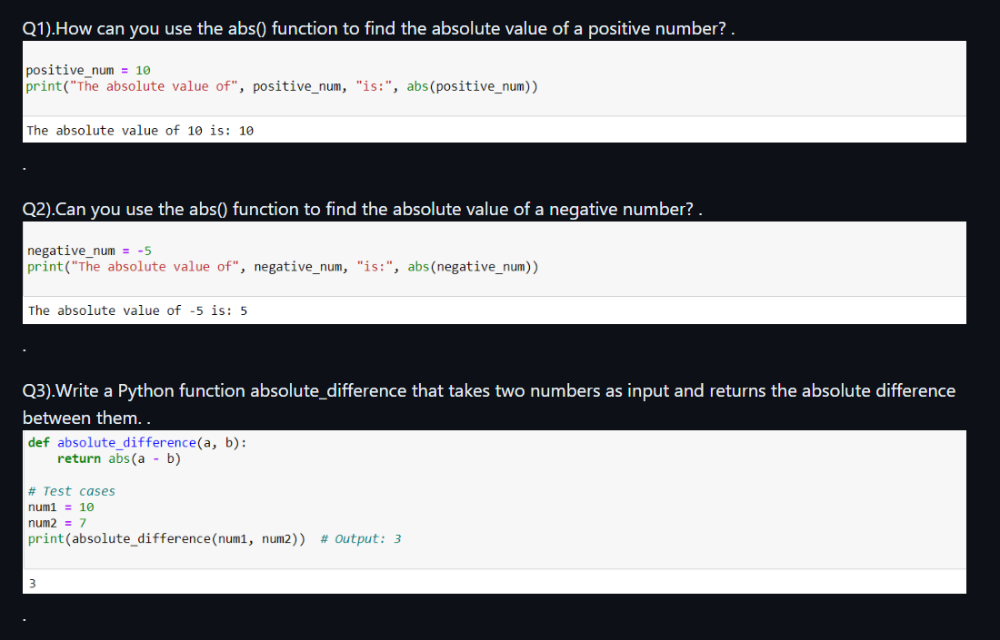 Q1).How can you use the abs() function to find the absolute value of a positive number? .
positive_num = 10
print("The absolute value of", positive_num, "is:", abs(positive_num))
The absolute value of 10 is: 10
.
Q2).Can you use the abs() function to find the absolute value of a negative number? .
negative_num = -5
print("The absolute value of", negative_num, "is:", abs(negative_num))
The absolute value of -5 is: 5
.
Q3).Write a Python function absolute_difference that takes two numbers as input and returns the absolute difference
between them. .
def absolute_difference(a, b):
    return abs(a - b)
# Test cases
num1 = 10
num2 = 7
print(absolute_difference(num1, num2))  # Output: 3
3
.